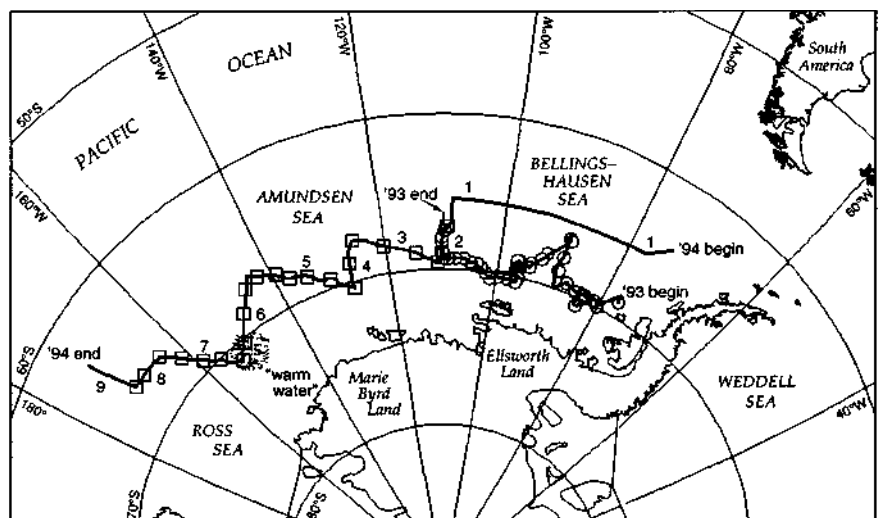 120°W
100°W
140°W
OCEAN
80°W
South
America
50°S
PACIFIC
160°W
AMUNDSEN
SEA
'93 end
1
BELLINGS-
HAUSEN
SEA
60°W
3
2
1
'94 begin
5
4
'93 begin
6
'94 end
7
8
9
"warm
water"
Marie
Byrd
Land
Ellsworth
Land
WEDDELL
SEA
60°S
180°
ROSS
SEA
40°W
70°S
80°S